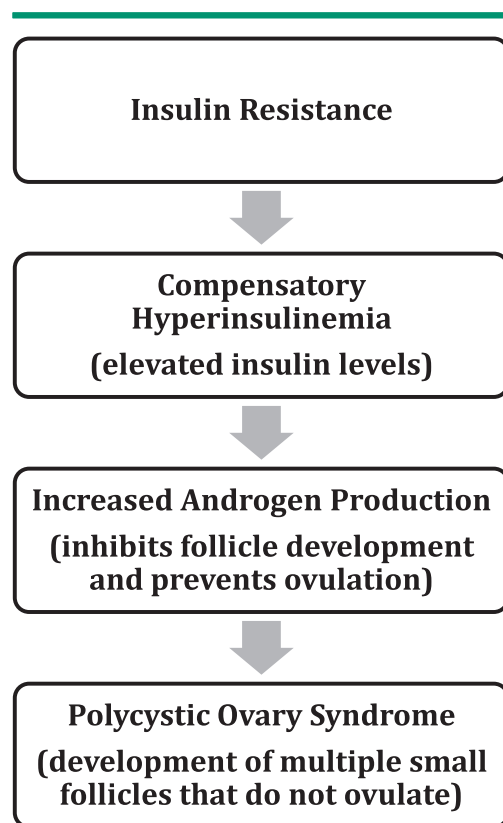 Insulin Resistance
Compensatory
Hyperinsulinemia
(elevated insulin levels)
Increased Androgen Production
(inhibits follicle development
and prevents ovulation)
Polycystic Ovary Syndrome
(development of multiple small
follicles that do not ovulate)